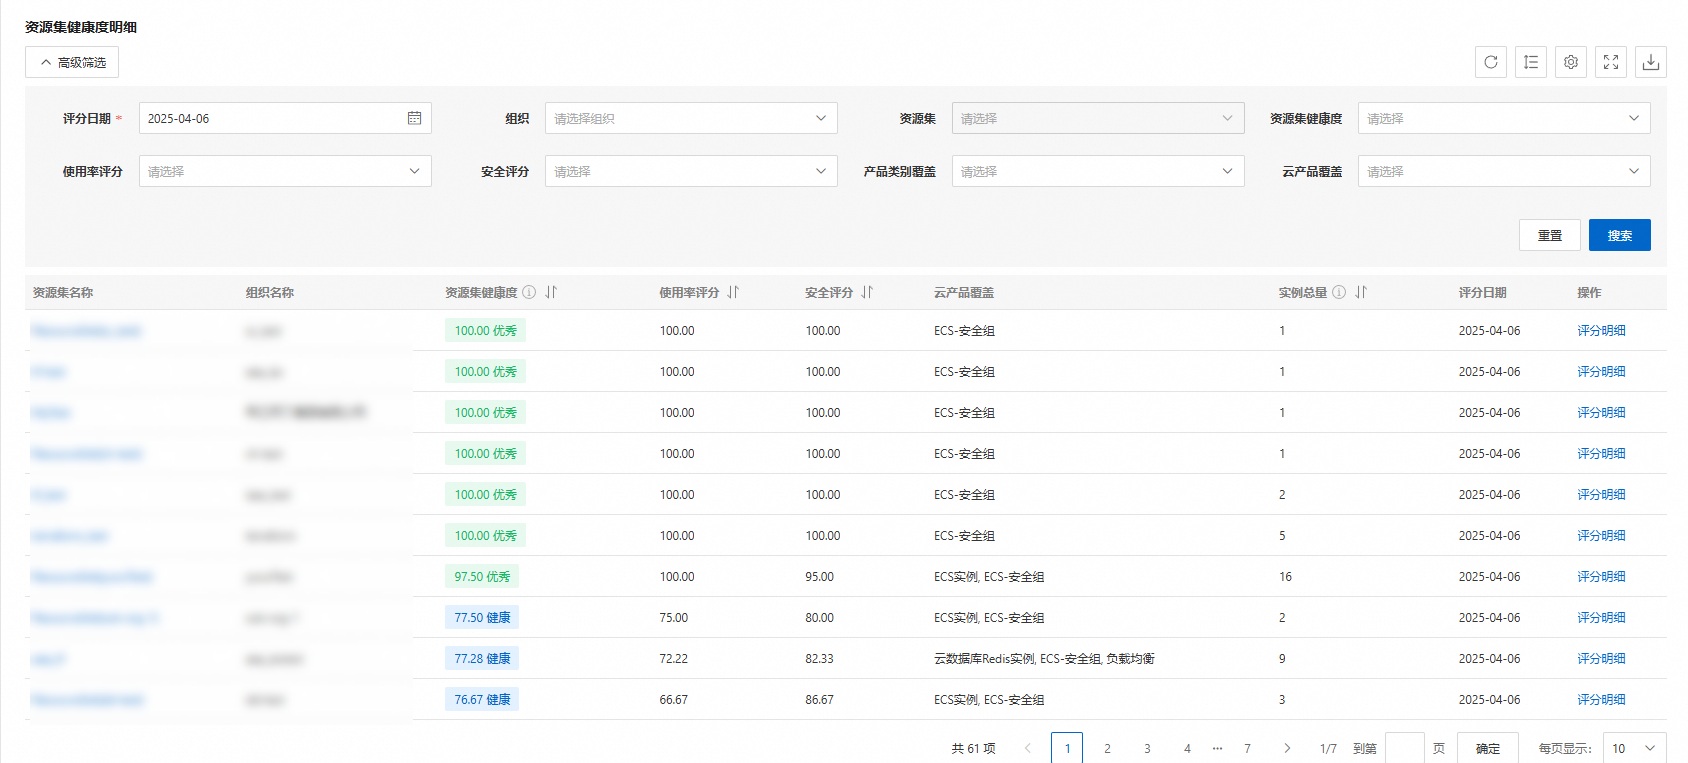 资源集健康度明细
高级筛选
评分日期 * 2025-04-06 组织 请选择组织 资源集 请选择 资源集健康度 请选择
使用率评分 请选择 安全评分 请选择 产品类别覆盖 请选择 云产品覆盖 请选择
重置 搜索
资源集名称 组织名称 资源集健康度 使用率评分 安全评分 云产品覆盖 实例总量 评分日期 操作
100.00 优秀 100.00 100.00 ECS-安全组 1 2025-04-06 评分明细
100.00 优秀 100.00 100.00 ECS-安全组 1 2025-04-06 评分明细
100.00 优秀 100.00 100.00 ECS-安全组 1 2025-04-06 评分明细
100.00 优秀 100.00 100.00 ECS-安全组 1 2025-04-06 评分明细
100.00 优秀 100.00 100.00 ECS-安全组 2 2025-04-06 评分明细
100.00 优秀 100.00 100.00 ECS-安全组 5 2025-04-06 评分明细
97.50 优秀 100.00 95.00 ECS实例, ECS-安全组 16 2025-04-06 评分明细
77.50 健康 75.00 80.00 ECS实例, ECS-安全组 2 2025-04-06 评分明细
77.28 健康 72.22 82.33 云数据库Redis实例, ECS-安全组, 负载均衡 9 2025-04-06 评分明细
76.67 健康 66.67 86.67 ECS实例, ECS-安全组 3 2025-04-06 评分明细
共 61 项 1 2 3 4 ··· 7 1/7 到第 页 确定 每页显示: 10